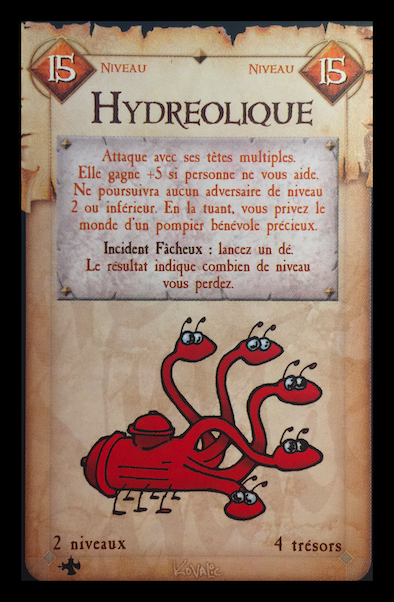 15 Niveau Niveau 15
Hydreolique
Attaque avec ses têtes multiples.
Elle gagne +5 si personne ne vous aide.
Ne poursuivra aucun adversaire de niveau
2 ou inférieur. En la tuant, vous privez le
monde d'un pompier bénévole précieux.
Incident Fâcheux : lancez un dé.
Le résultat indique combien de niveau
vous perdez.
2 niveaux 4 trésors
Kovalic